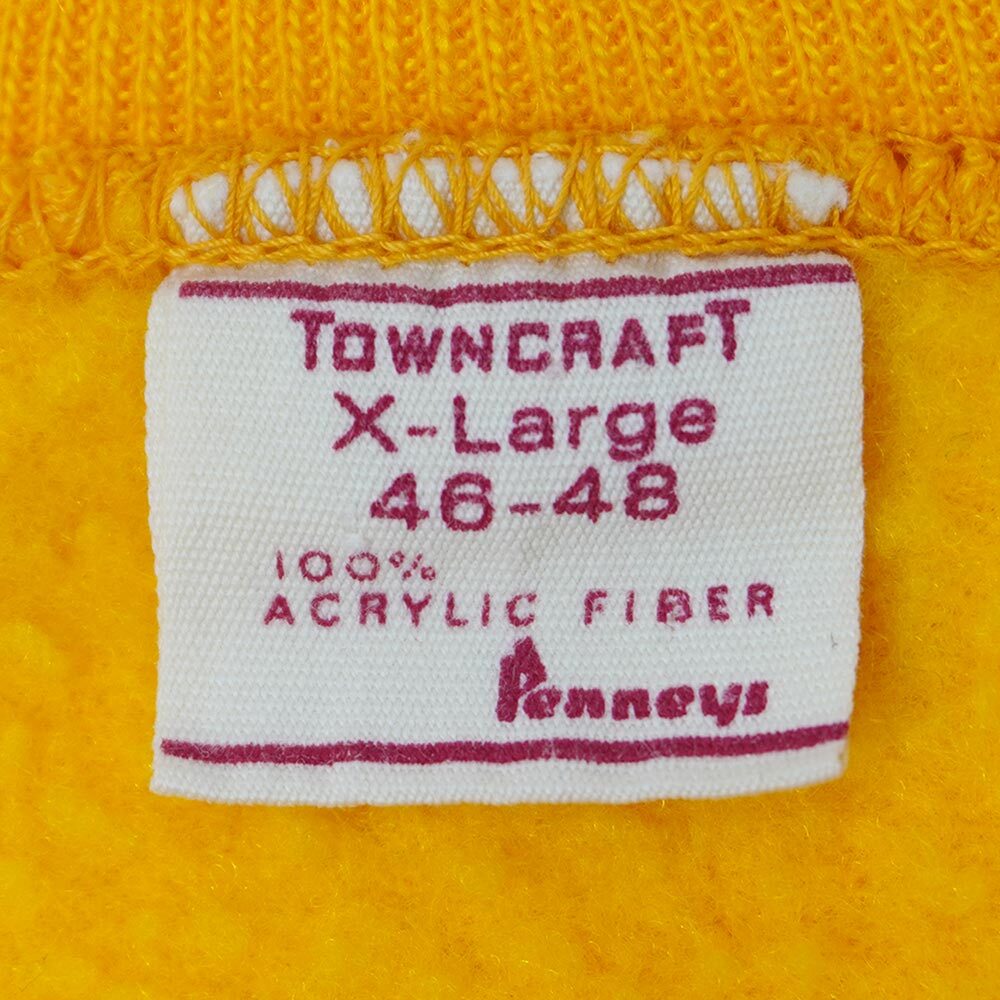 TOWNCRAFT
X-Large
46-48
100%
ACRYLIC FIBER
Penneys